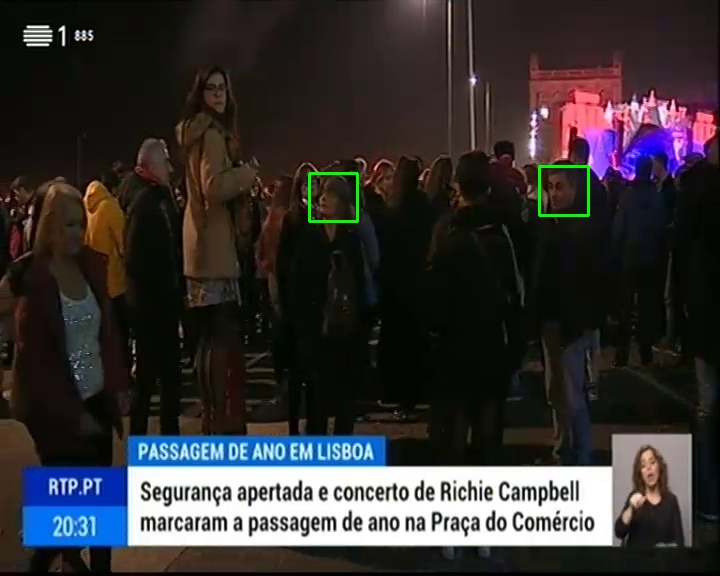 1 885
PASSAGEM DE ANO EM LISBOA
RTP.PT
Segurança apertada e concerto de Richie Campbell
20:31
marcaram a passagem de ano na Praça do Comércio